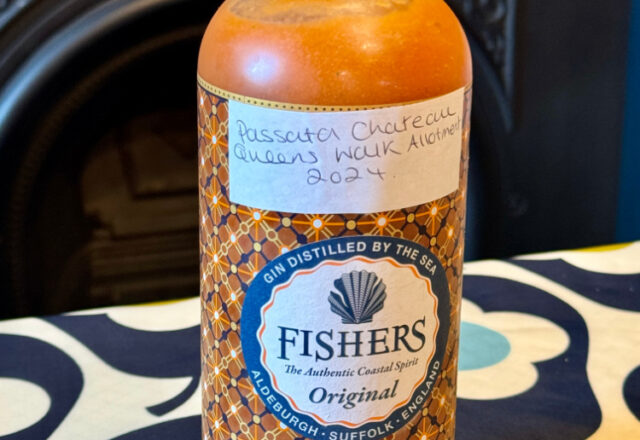 Passata Chateau
Queens Walk Allotment
2024.
GIN DISTILLED BY THE SEA
FISHERS
The Authentic Coastal Spirit
Original
ALDEBURGH · SUFFOLK · ENGLAND